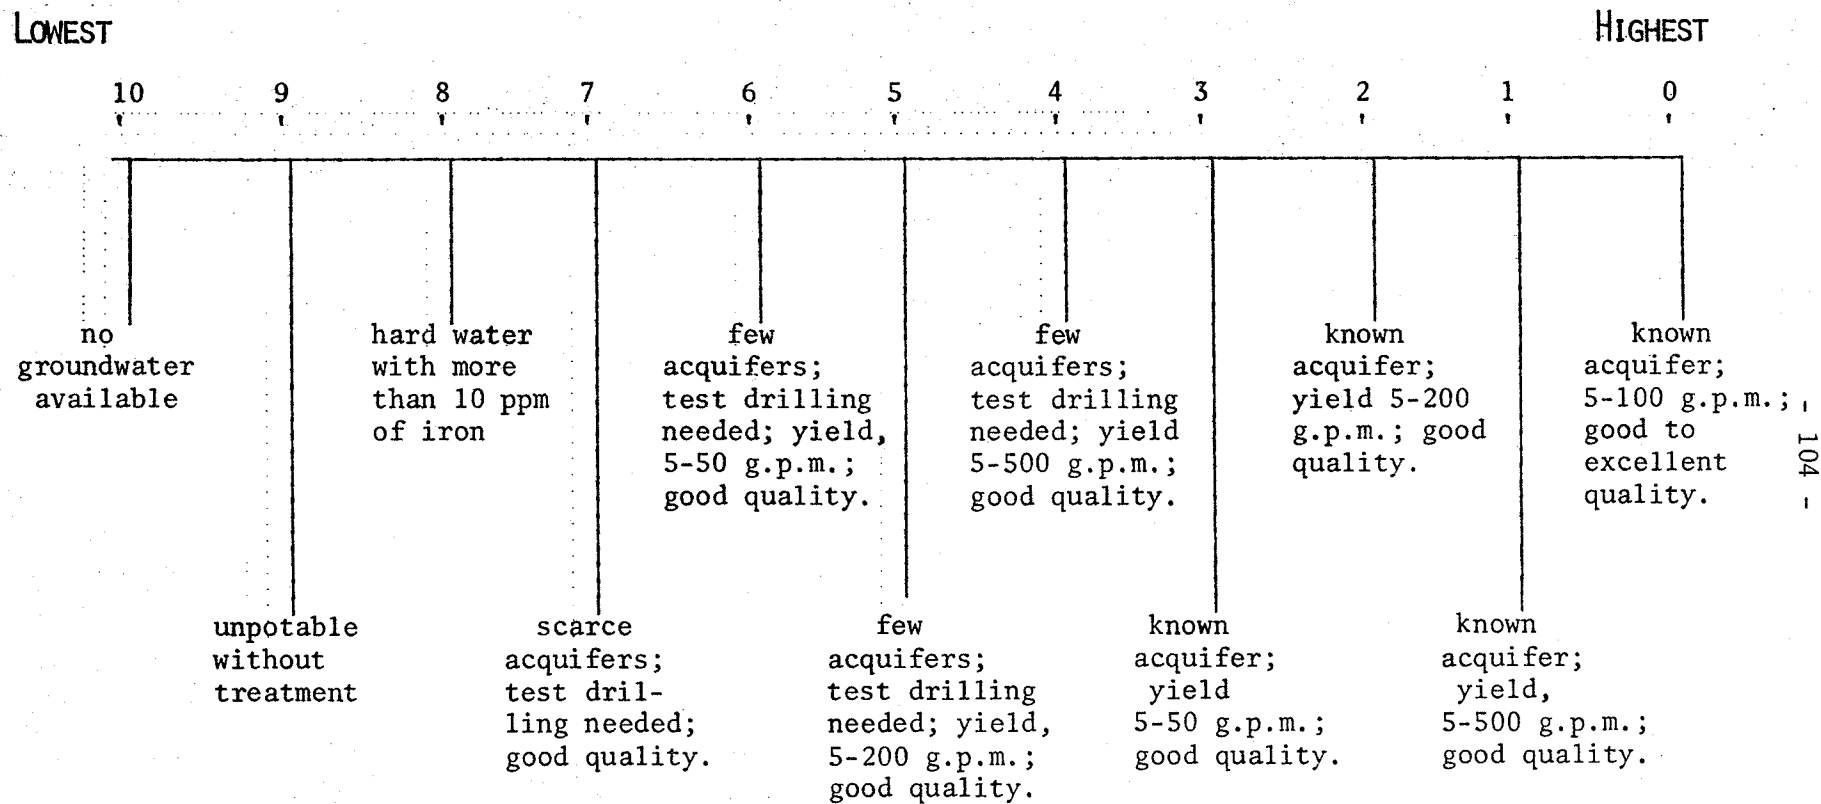 LOWEST
HIGHEST
10 9 8 7 6 5 4 3 2 1 0
no
groundwater
available
hard water
with more
than 10 ppm
of iron
few
acquifers;
test drilling
needed; yield,
5-50 g.p.m.;
good quality.
few
acquifers;
test drilling
needed; yield
5-500 g.p.m.;
good quality.
known
acquifer;
yield 5-200
g.p.m.; good
quality.
known
acquifer;
5-100 g.p.m.;
good to
excellent
quality.
- 104 -
unpotable
without
treatment
scarce
acquifers;
test dril-
ling needed;
good quality.
few
acquifers;
test drilling
needed; yield,
5-200 g.p.m.;
good quality.
known
acquifer;
yield
5-50 g.p.m.;
good quality.
known
acquifer;
yield,
5-500 g.p.m.;
good quality.